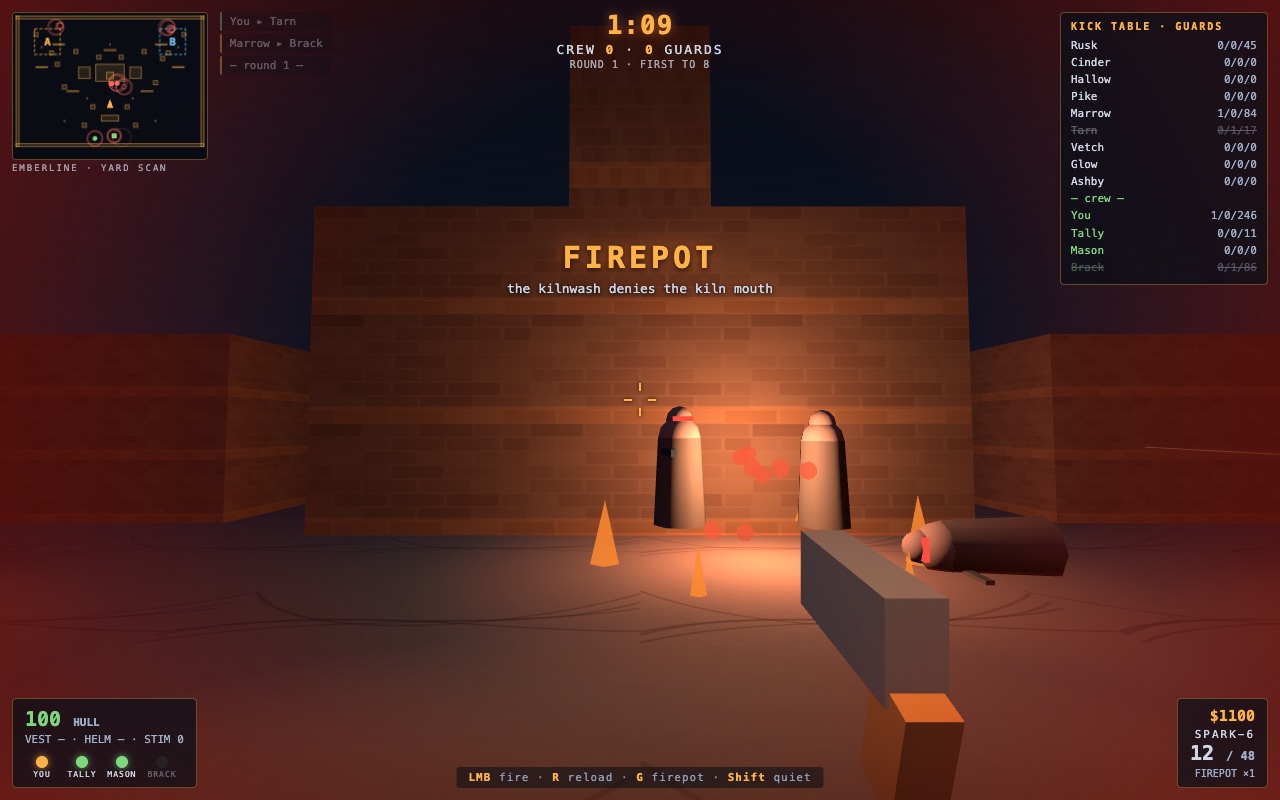 A
B
EMBERLINE · YARD SCAN
You ▸ Tarn
Marrow ▸ Brack
— round 1 —
1:09
CREW 0 · 0 GUARDS
ROUND 1 · FIRST TO 8
KICK TABLE · GUARDS
Rusk 0/0/45
Cinder 0/0/0
Hallow 0/0/0
Pike 0/0/0
Marrow 1/0/84
Tarn 0/1/17
Vetch 0/0/0
Glow 0/0/0
Ashby 0/0/0
— crew —
You 1/0/246
Tally 0/0/11
Mason 0/0/0
Brack 0/1/86
FIREPOT
the kilnwash denies the kiln mouth
100 HULL
VEST — · HELM — · STIM 0
YOU TALLY MASON BRACK
LMB fire · R reload · G firepot · Shift quiet
$1100
SPARK-6
12 / 48
FIREPOT ×1